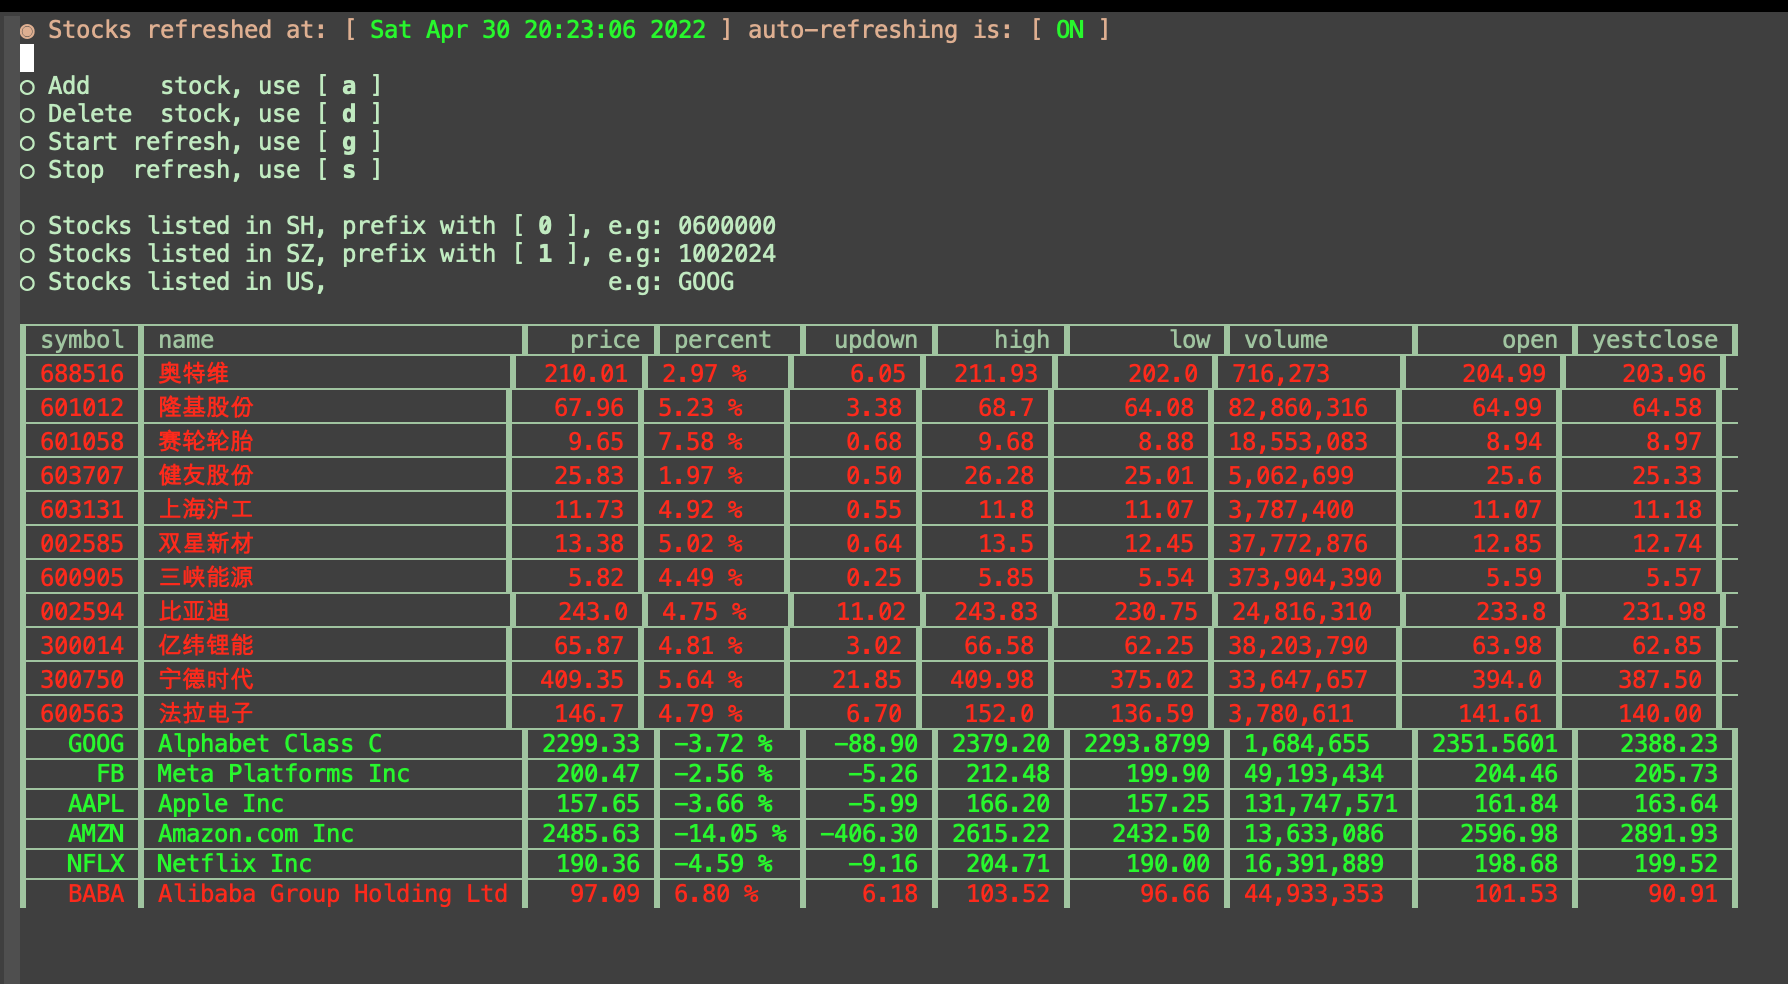 ◉ Stocks refreshed at: [ Sat Apr 30 20:23:06 2022 ] auto-refreshing is: [ ON ]
○ Add     stock, use [ a ]
○ Delete  stock, use [ d ]
○ Start refresh, use [ g ]
○ Stop  refresh, use [ s ]
○ Stocks listed in SH, prefix with [ 0 ], e.g: 0600000
○ Stocks listed in SZ, prefix with [ 1 ], e.g: 1002024
○ Stocks listed in US,                    e.g: GOOG
symbol name price percent updown high low volume open yestclose
688516 奥特维 210.01 2.97 % 6.05 211.93 202.0 716,273 204.99 203.96
601012 隆基股份 67.96 5.23 % 3.38 68.7 64.08 82,860,316 64.99 64.58
601058 赛轮轮胎 9.65 7.58 % 0.68 9.68 8.88 18,553,083 8.94 8.97
603707 健友股份 25.83 1.97 % 0.50 26.28 25.01 5,062,699 25.6 25.33
603131 上海沪工 11.73 4.92 % 0.55 11.8 11.07 3,787,400 11.07 11.18
002585 双星新材 13.38 5.02 % 0.64 13.5 12.45 37,772,876 12.85 12.74
600905 三峡能源 5.82 4.49 % 0.25 5.85 5.54 373,904,390 5.59 5.57
002594 比亚迪 243.0 4.75 % 11.02 243.83 230.75 24,816,310 233.8 231.98
300014 亿纬锂能 65.87 4.81 % 3.02 66.58 62.25 38,203,790 63.98 62.85
300750 宁德时代 409.35 5.64 % 21.85 409.98 375.02 33,647,657 394.0 387.50
600563 法拉电子 146.7 4.79 % 6.70 152.0 136.59 3,780,611 141.61 140.00
GOOG Alphabet Class C 2299.33 -3.72 % -88.90 2379.20 2293.8799 1,684,655 2351.5601 2388.23
FB Meta Platforms Inc 200.47 -2.56 % -5.26 212.48 199.90 49,193,434 204.46 205.73
AAPL Apple Inc 157.65 -3.66 % -5.99 166.20 157.25 131,747,571 161.84 163.64
AMZN Amazon.com Inc 2485.63 -14.05 % -406.30 2615.22 2432.50 13,633,086 2596.98 2891.93
NFLX Netflix Inc 190.36 -4.59 % -9.16 204.71 190.00 16,391,889 198.68 199.52
BABA Alibaba Group Holding Ltd 97.09 6.80 % 6.18 103.52 96.66 44,933,353 101.53 90.91